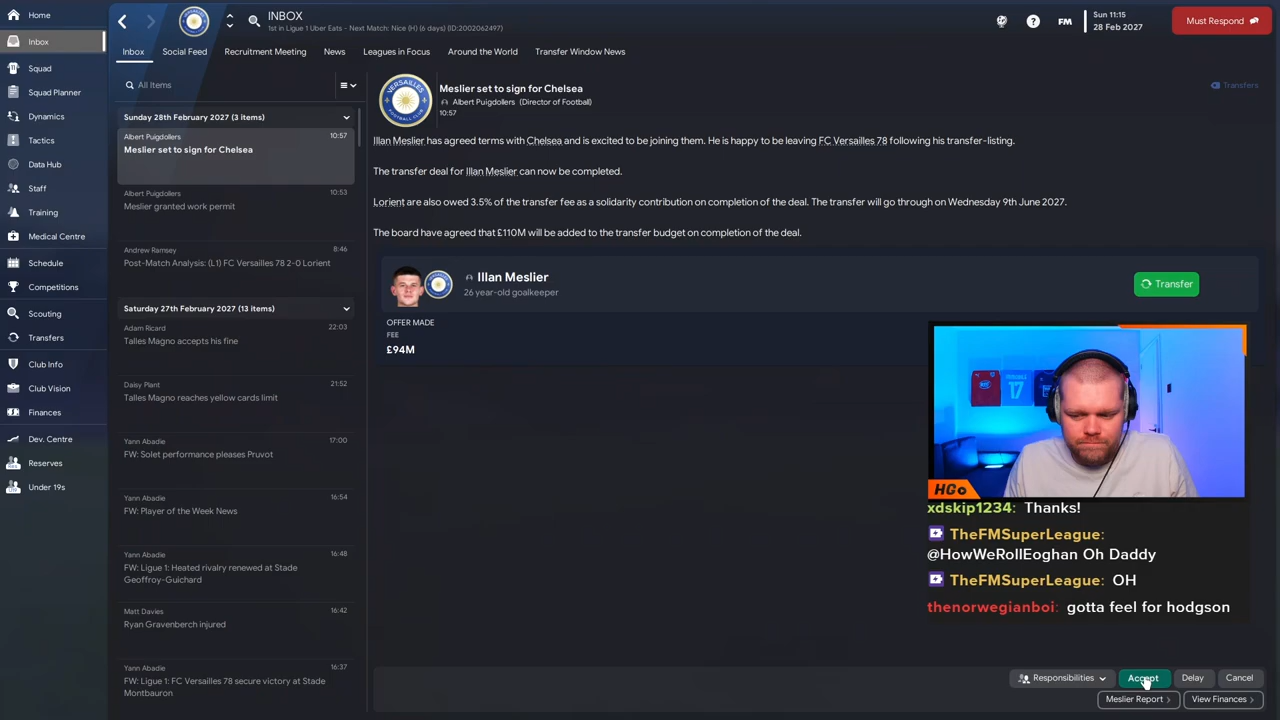 Home
Inbox
Squad
Squad Planner
Dynamics
Tactics
Data Hub
Staff
Training
Medical Centre
Schedule
Competitions
Scouting
Transfers
Club Info
Club Vision
Finances
Dev. Centre
Reserves
Under 19s
INBOX
1st in Ligue 1 Uber Eats - Next Match: Nice (H) (6 days) (ID:2002062497)
FM
Sun 11:15
28 Feb 2027
Must Respond
Inbox
Social Feed
Recruitment Meeting
News
Leagues in Focus
Around the World
Transfer Window News
All Items
Sunday 28th February 2027 (3 items)
Albert Puigdollers 10:57
Meslier set to sign for Chelsea
Albert Puigdollers 10:53
Meslier granted work permit
Andrew Ramsey 8:46
Post-Match Analysis: (L1) FC Versailles 78 2-0 Lorient
Saturday 27th February 2027 (13 items)
Adam Ricard 22:03
Talles Magno accepts his fine
Daisy Plant 21:52
Talles Magno reaches yellow cards limit
Yann Abadie 17:00
FW: Solet performance pleases Pruvot
Yann Abadie 16:54
FW: Player of the Week News
Yann Abadie 16:48
FW: Ligue 1: Heated rivalry renewed at Stade
Geoffroy-Guichard
Matt Davies 16:42
Ryan Gravenberch injured
Yann Abadie 16:37
FW: Ligue 1: FC Versailles 78 secure victory at Stade
Montbauron
VERSAILLES
Meslier set to sign for Chelsea
Albert Puigdollers (Director of Football)
10:57
Transfers
Illan Meslier has agreed terms with Chelsea and is excited to be joining them. He is happy to be leaving FC Versailles 78 following his transfer-listing.
The transfer deal for Illan Meslier can now be completed.
Lorient are also owed 3.5% of the transfer fee as a solidarity contribution on completion of the deal. The transfer will go through on Wednesday 9th June 2027.
The board have agreed that £110M will be added to the transfer budget on completion of the deal.
Illan Meslier
26 year-old goalkeeper
Transfer
OFFER MADE
FEE
£94M
17
HGo
xdskip1234: Thanks!
TheFMSuperLeague:
@HowWeRollEoghan Oh Daddy
TheFMSuperLeague: OH
thenorwegianboi: gotta feel for hodgson
Responsibilities
Accept
Delay
Cancel
Meslier Report
View Finances